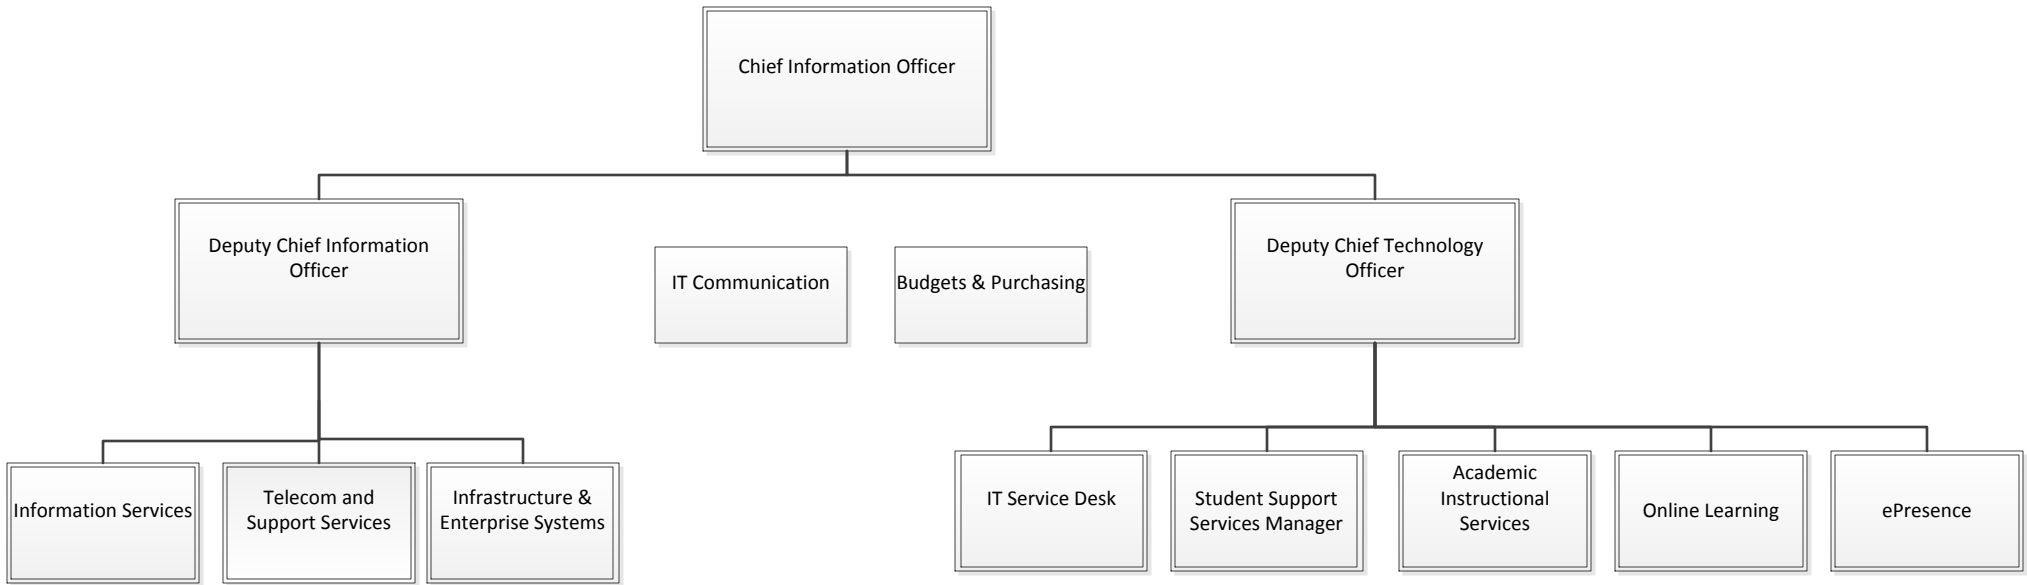 Chief Information Officer
Deputy Chief Information
Officer
IT Communication
Budgets & Purchasing
Deputy Chief Technology
Officer
Information Services
Telecom and
Support Services
Infrastructure &
Enterprise Systems
IT Service Desk
Student Support
Services Manager
Academic
Instructional
Services
Online Learning
ePresence